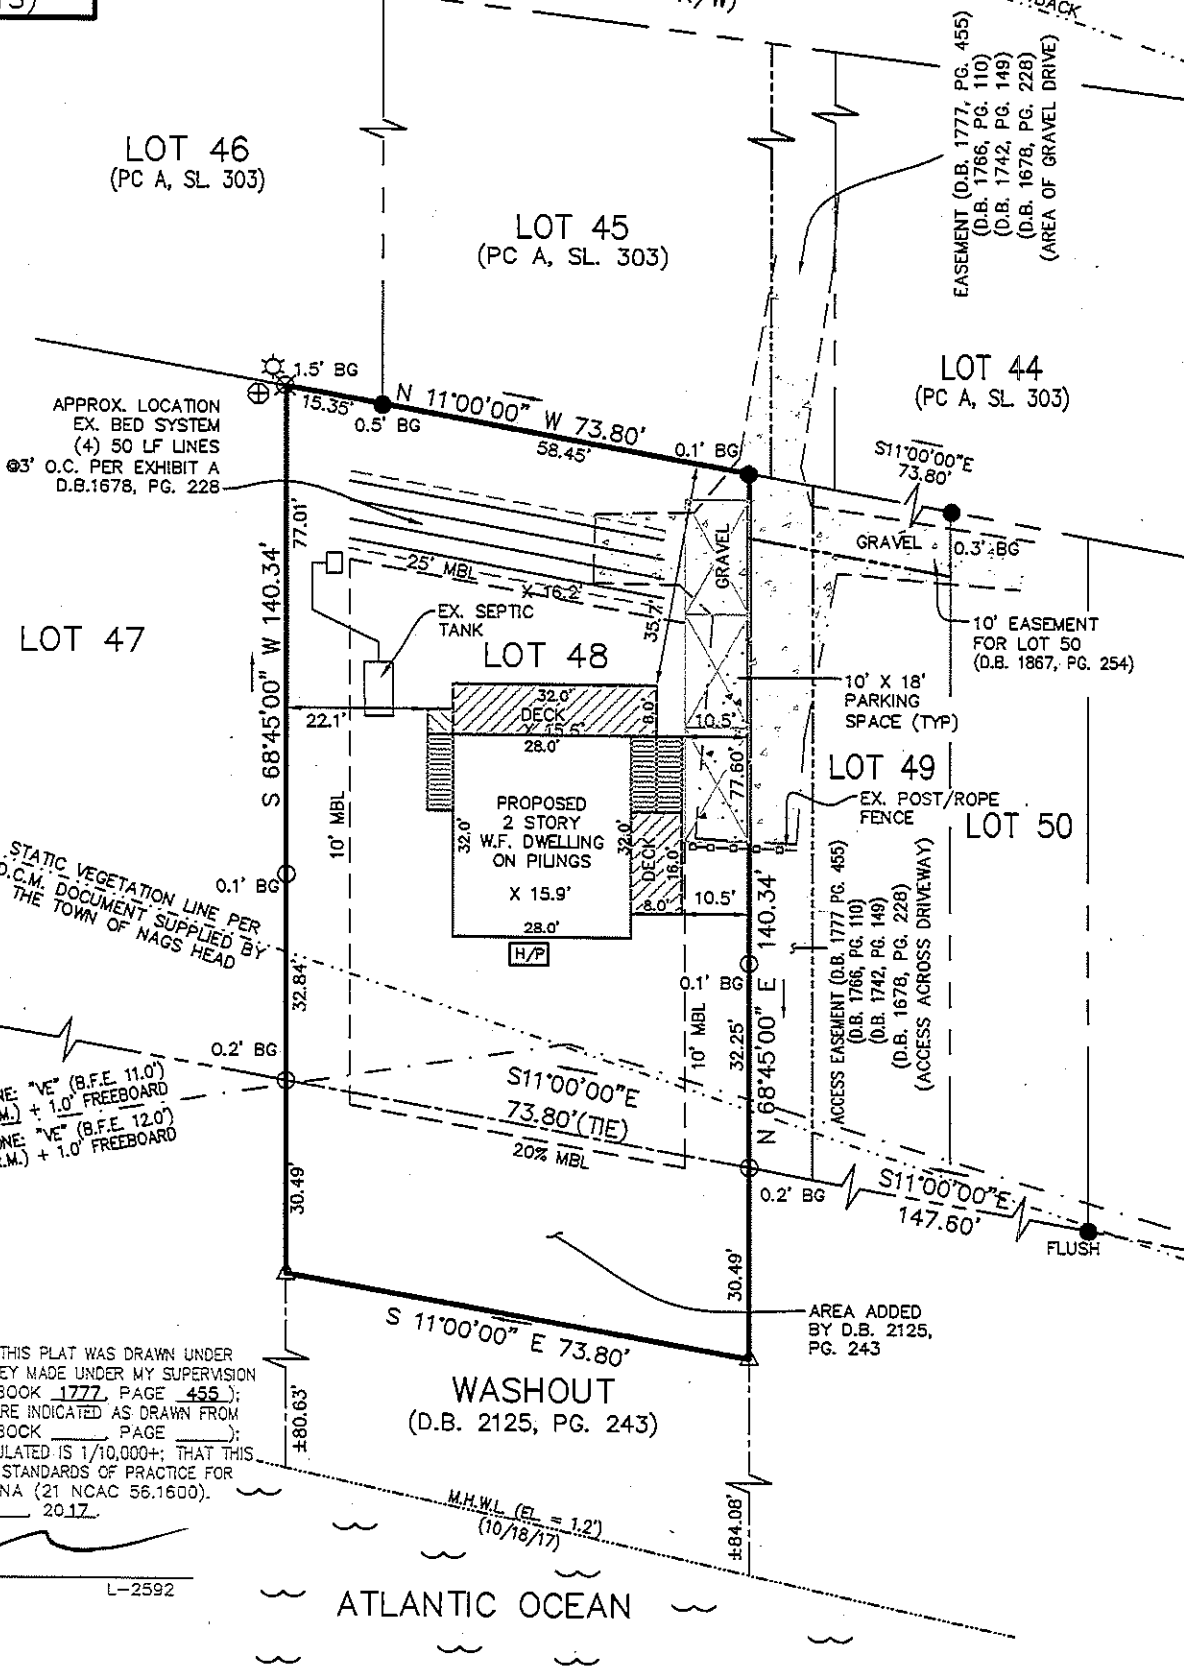 LOT 46
(PC A, SL. 303)
LOT 45
(PC A, SL. 303)
EASEMENT (D.B. 1777, PG. 455)
(D.B. 1766, PG. 110)
(D.B. 1742, PG. 149)
(D.B. 1678, PG. 228)
(AREA OF GRAVEL DRIVE)
LOT 44
(PC A, SL. 303)
1.5' BG
15.35'
0.5' BG
N 11°00'00" W 73.80'
58.45'
0.1' BG
S11°00'00"E
73.80'
APPROX. LOCATION
EX. BED SYSTEM
(4) 50 LF LINES
@3' O.C. PER EXHIBIT A
D.B.1678, PG. 228
77.01'
S 68°45'00" W 140.34'
25' MBL
X 16.2'
35.7'
GRAVEL
GRAVEL
0.3' BG
10' EASEMENT
FOR LOT 50
(D.B. 1867, PG. 254)
LOT 47
EX. SEPTIC
TANK
LOT 48
10' X 18'
PARKING
SPACE (TYP)
22.1'
32.0'
DECK
X 15.6'
28.0'
8.0'
10.5'
77.60'
LOT 49
EX. POST/ROPE
FENCE
LOT 50
10' MBL
32.0'
PROPOSED
2 STORY
W.F. DWELLING
ON PILINGS
X 15.9'
32.0'
DECK
16.0'
8.0'
10.5'
28.0'
H/P
STATIC VEGETATION LINE PER
D.C.M. DOCUMENT SUPPLIED BY
THE TOWN OF NAGS HEAD
0.1' BG
32.84'
0.2' BG
0.1' BG
10' MBL
32.25'
N 68°45'00" E 140.34'
ACCESS EASEMENT (D.B. 1777 PG. 455)
(D.B. 1766, PG. 110)
(D.B. 1742, PG. 149)
(D.B. 1678, PG. 228)
(ACCESS ACROSS DRIVEWAY)
NE: "VE" (B.F.E. 11.0')
M.) + 1.0' FREEBOARD
ONE: "VE" (B.F.E. 12.0')
R.M.) + 1.0' FREEBOARD
S11°00'00"E
73.80'(TIE)
20% MBL
0.2' BG
S11°00'00"E
147.60'
FLUSH
30.49'
30.49'
AREA ADDED
BY D.B. 2125,
PG. 243
S 11°00'00" E 73.80'
WASHOUT
(D.B. 2125, PG. 243)
THIS PLAT WAS DRAWN UNDER
EY MADE UNDER MY SUPERVISION
BOOK 1777, PAGE 455);
RE INDICATED AS DRAWN FROM
BOOK ____, PAGE ____);
ULATED IS 1/10,000+; THAT THIS
STANDARDS OF PRACTICE FOR
NA (21 NCAC 56.1600).
2017.
L-2592
±80.63'
±84.08'
M.H.W.L. (EL = 1.2')
(10/18/17)
ATLANTIC OCEAN